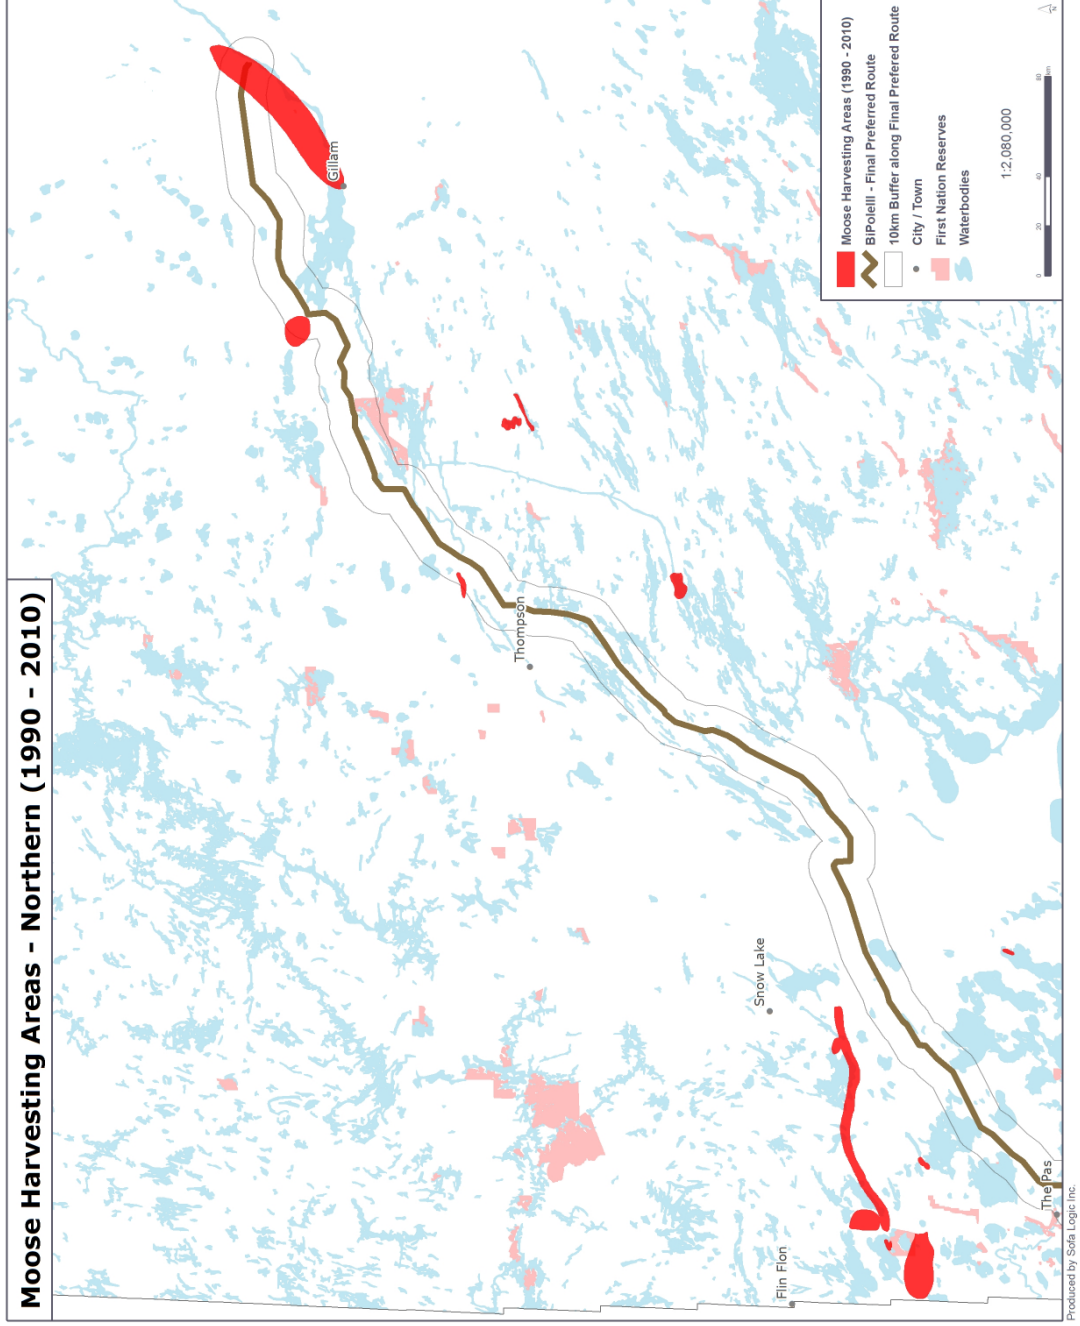 Moose Harvesting Areas - Northern (1990 - 2010)
Gillam
Thompson
Snow Lake
Flin Flon
The Pas
Moose Harvesting Areas (1990 - 2010)
BiPoleIII - Final Preferred Route
10km Buffer along Final Prefered Route
City / Town
First Nation Reserves
Waterbodies
1:2,080,000
0 20 40 80
km
N
Produced by Sofa Logic Inc.